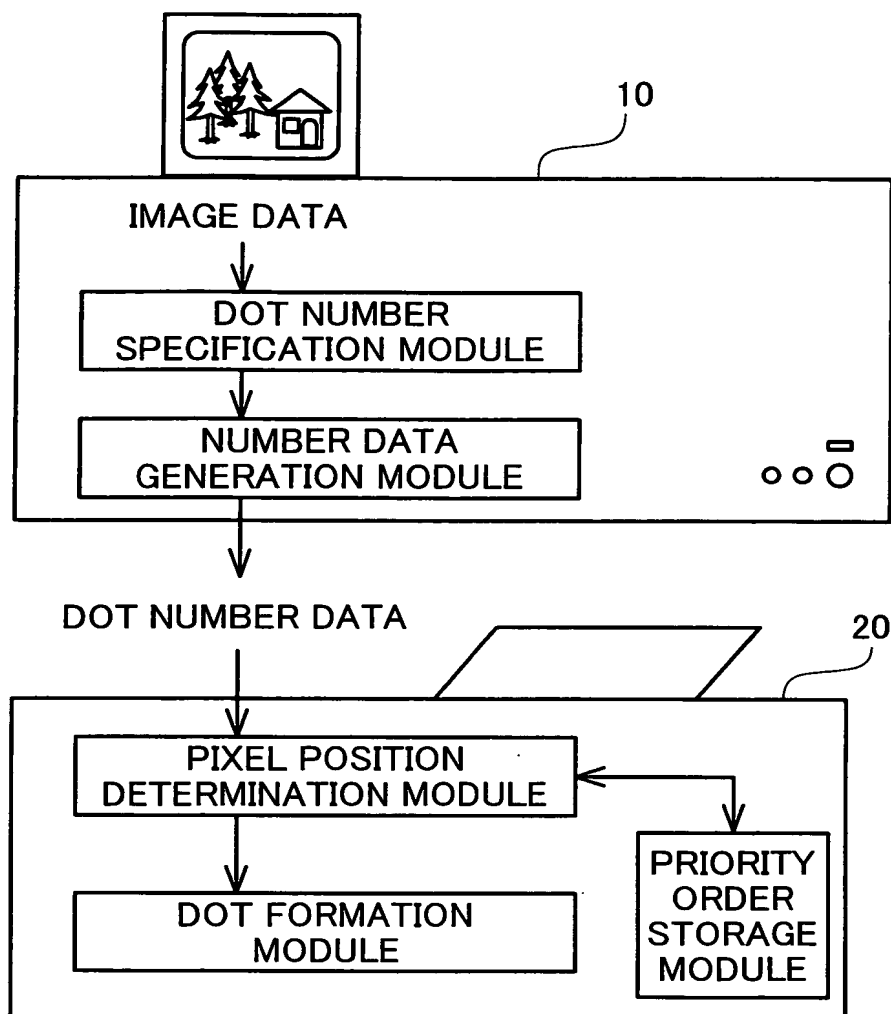 10
IMAGE DATA
DOT NUMBER
SPECIFICATION MODULE
NUMBER DATA
GENERATION MODULE
DOT NUMBER DATA
20
PIXEL POSITION
DETERMINATION MODULE
PRIORITY
ORDER
STORAGE
MODULE
DOT FORMATION
MODULE